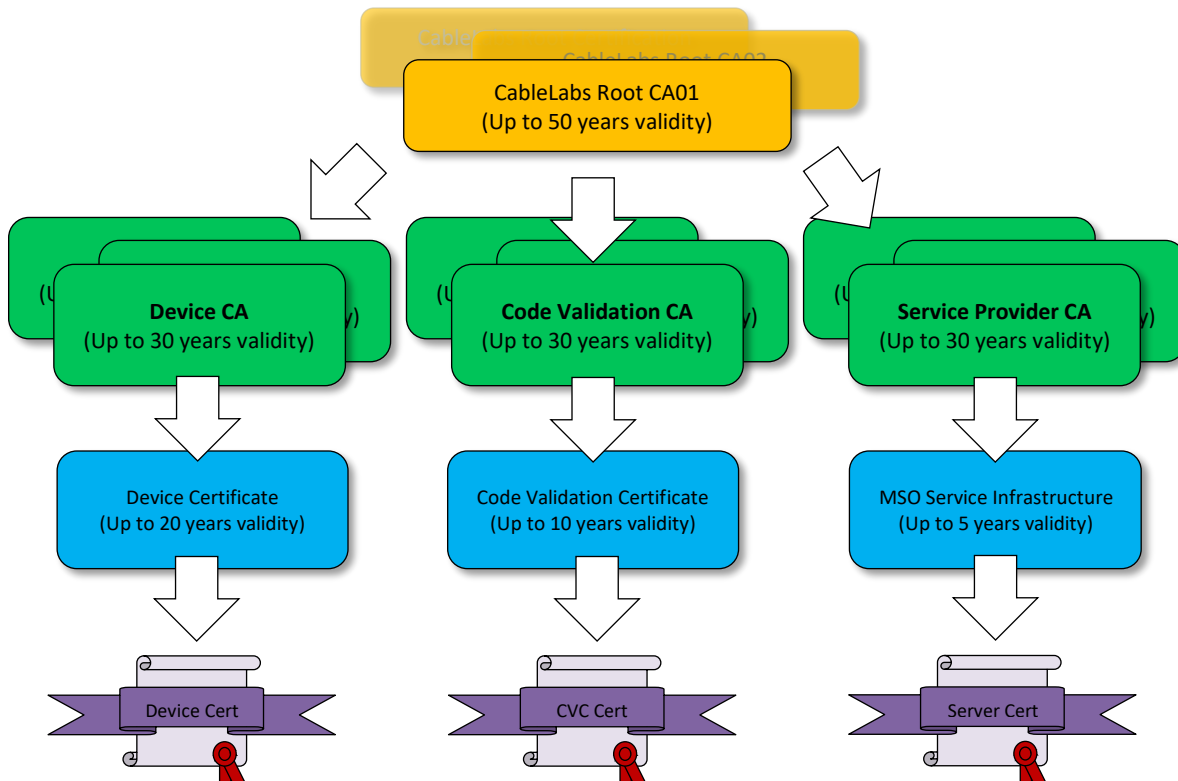 CableLabs Root CA01
(Up to 50 years validity)
Device CA
(Up to 30 years validity)
Code Validation CA
(Up to 30 years validity)
Service Provider CA
(Up to 30 years validity)
Device Certificate
(Up to 20 years validity)
Code Validation Certificate
(Up to 10 years validity)
MSO Service Infrastructure
(Up to 5 years validity)
Device Cert
CVC Cert
Server Cert